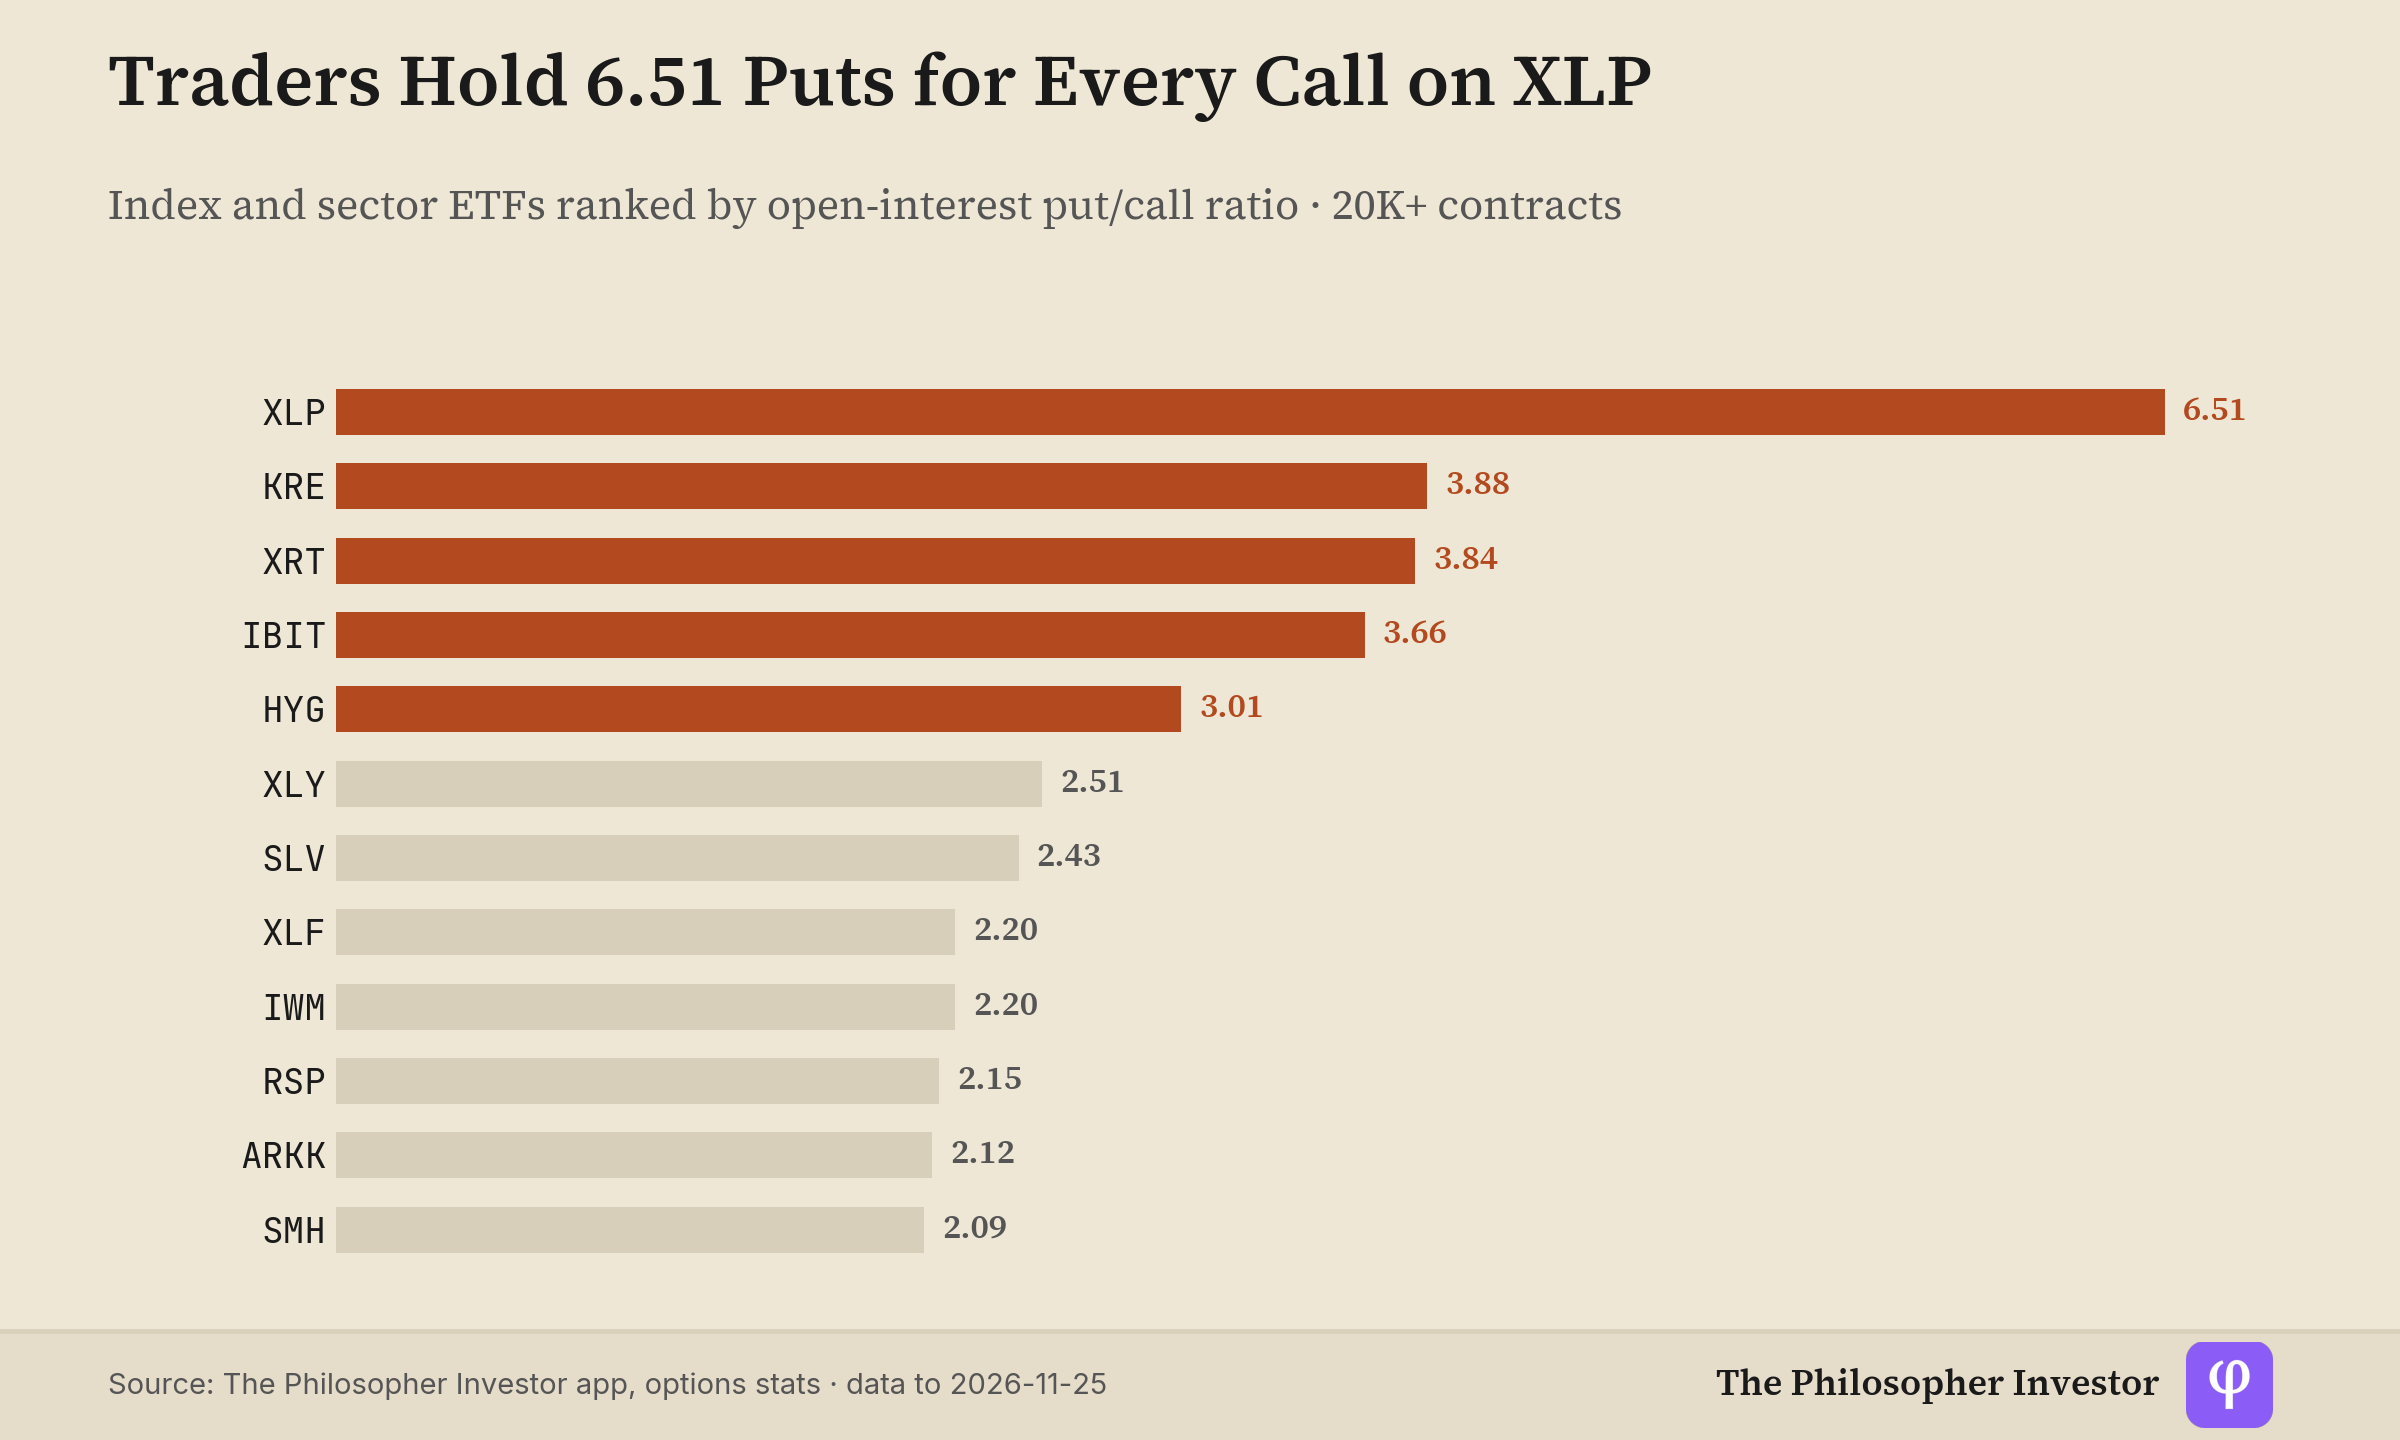 Traders Hold 6.51 Puts for Every Call on XLP
Index and sector ETFs ranked by open-interest put/call ratio · 20K+ contracts
XLP 6.51
KRE 3.88
XRT 3.84
IBIT 3.66
HYG 3.01
XLY 2.51
SLV 2.43
XLF 2.20
IWM 2.20
RSP 2.15
ARKK 2.12
SMH 2.09
Source: The Philosopher Investor app, options stats · data to 2026-11-25
The Philosopher Investor φ